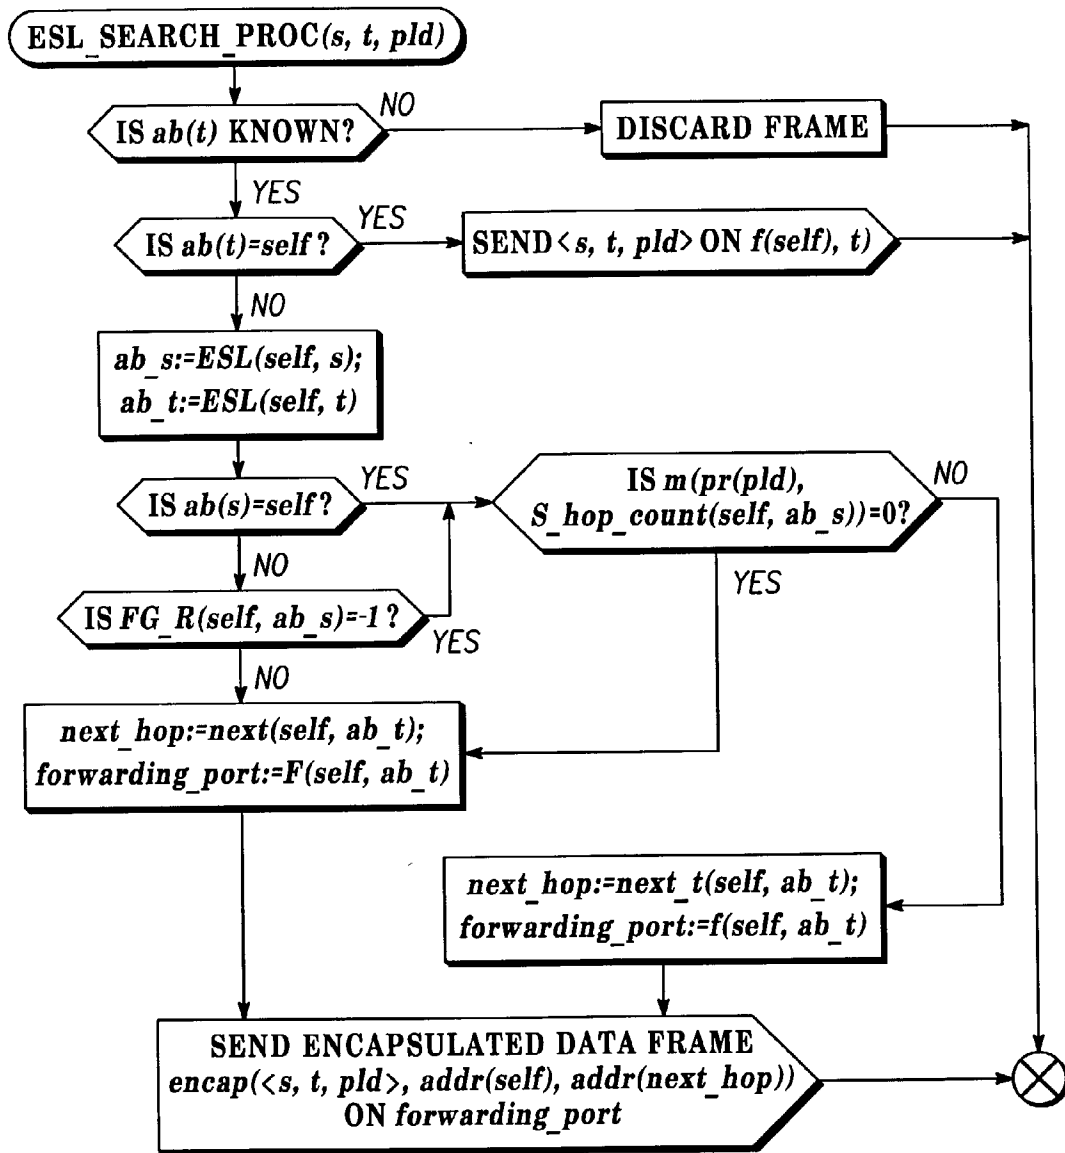 ESL_SEARCH_PROC(s, t, pld)
IS ab(t) KNOWN?
NO
DISCARD FRAME
YES
IS ab(t)=self?
YES
SEND<s, t, pld> ON f(self), t)
NO
ab_s:=ESL(self, s);
ab_t:=ESL(self, t)
IS ab(s)=self?
YES
IS m(pr(pld),
S_hop_count(self, ab_s))=0?
NO
NO
YES
IS FG_R(self, ab_s)=-1?
YES
NO
next_hop:=next(self, ab_t);
forwarding_port:=F(self, ab_t)
next_hop:=next_t(self, ab_t);
forwarding_port:=f(self, ab_t)
SEND ENCAPSULATED DATA FRAME
encap(<s, t, pld>, addr(self), addr(next_hop))
ON forwarding_port